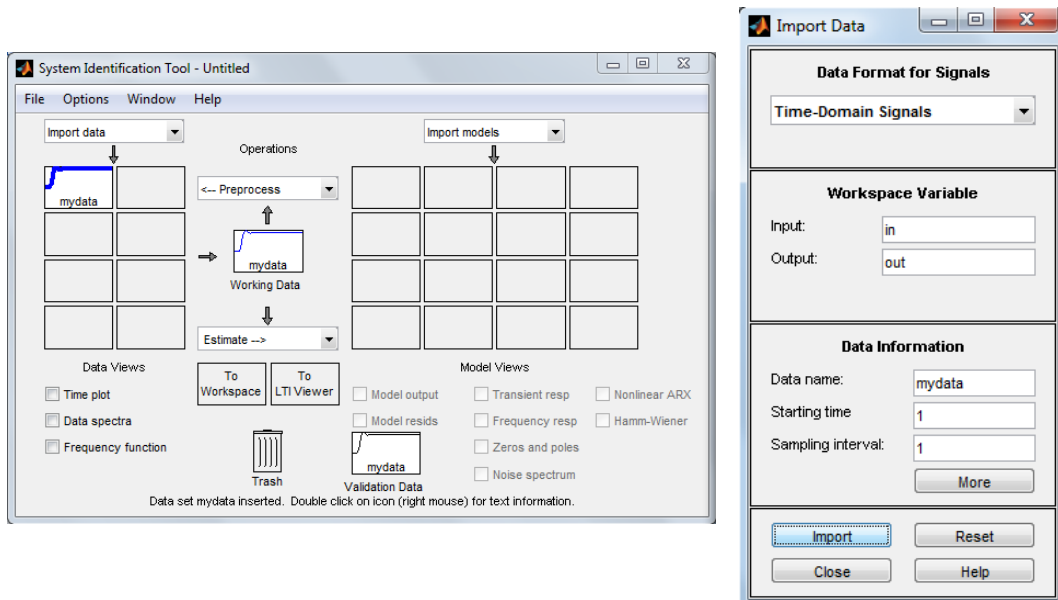 System Identification Tool - Untitled
File Options Window Help
Import data
Import models
Operations
mydata
<-- Preprocess
mydata
Working Data
Estimate -->
Data Views
Time plot
Data spectra
Frequency function
To
Workspace
To
LTI Viewer
Trash
Model Views
Model output
Transient resp
Nonlinear ARX
Model resids
Frequency resp
Hamm-Wiener
Zeros and poles
Noise spectrum
mydata
Validation Data
Data set mydata inserted. Double click on icon (right mouse) for text information.
Import Data
Data Format for Signals
Time-Domain Signals
Workspace Variable
Input: in
Output: out
Data Information
Data name: mydata
Starting time 1
Sampling interval: 1
More
Import Reset
Close Help